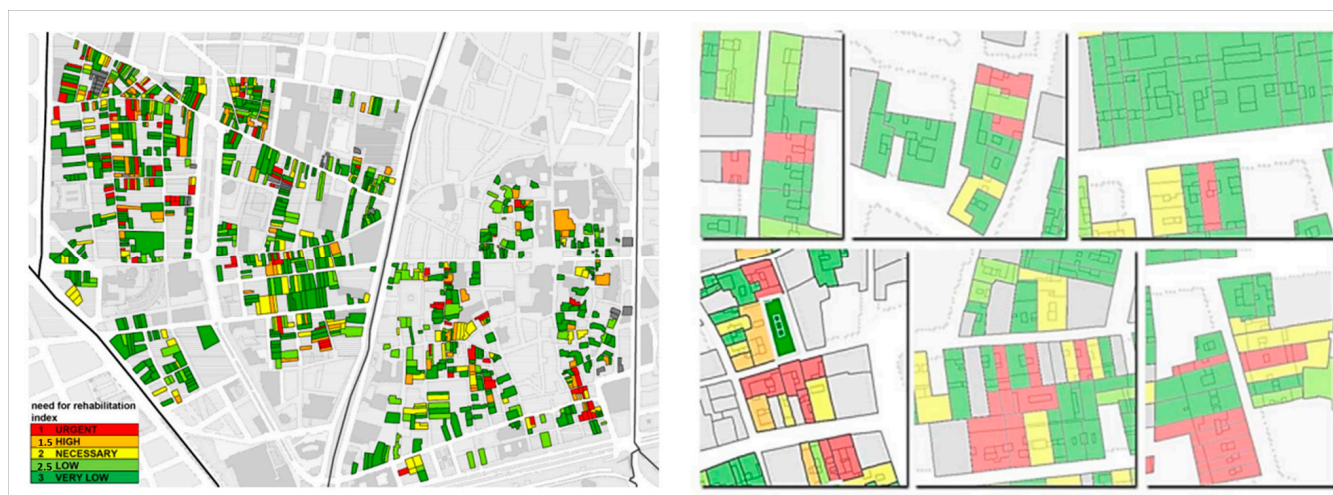 need for rehabilitation
index
1 URGENT
1.5 HIGH
2 NECESSARY
2.5 LOW
3 VERY LOW